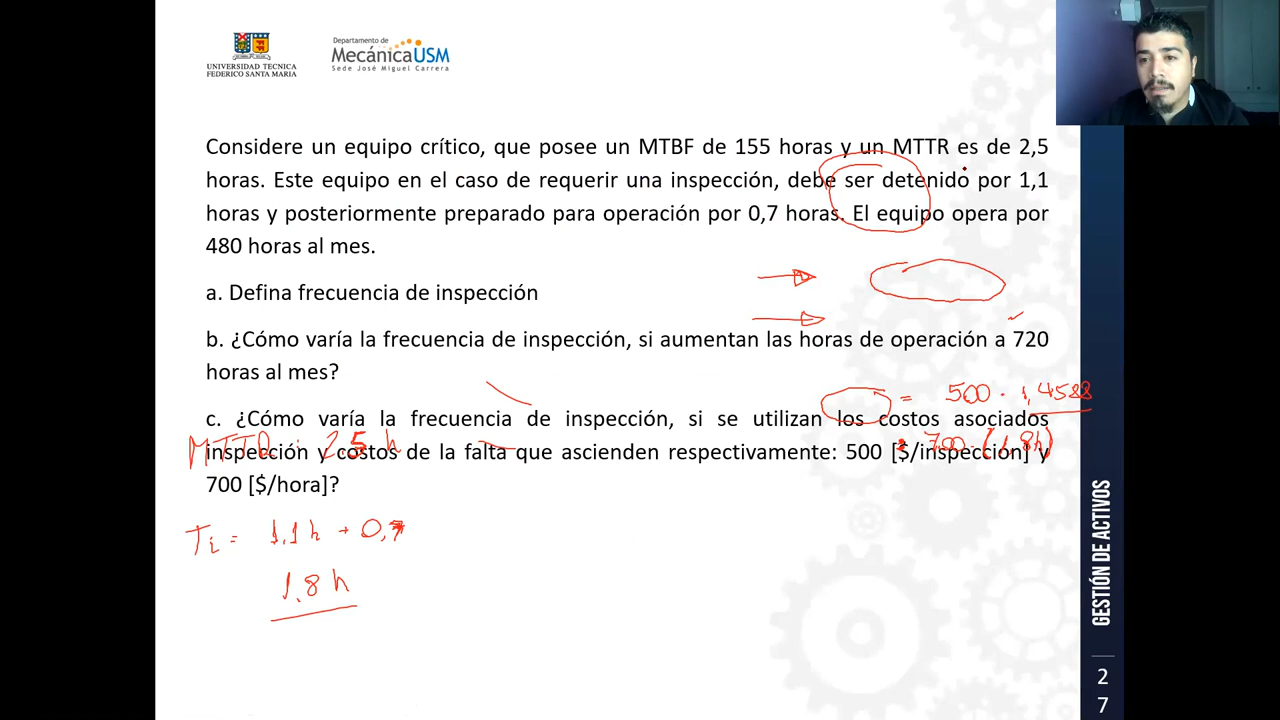 UNIVERSIDAD TECNICA
FEDERICO SANTA MARIA
Departamento de
MecánicaUSM
Sede José Miguel Carrera
Considere un equipo crítico, que posee un MTBF de 155 horas y un MTTR es de 2,5
horas. Este equipo en el caso de requerir una inspección, debe ser detenido por 1,1
horas y posteriormente preparado para operación por 0,7 horas. El equipo opera por
480 horas al mes.
a. Defina frecuencia de inspección
b. ¿Cómo varía la frecuencia de inspección, si aumentan las horas de operación a 720
horas al mes?
= 500 · 1,4588
c. ¿Cómo varía la frecuencia de inspección, si se utilizan los costos asociados
inspección y costos de la falta que ascienden respectivamente: 500 [$/inspección] y
700 [$/hora]?
MTTR : 2.5 h
700 · (1,8h)
Ti = 1.1 h + 0,7
1.8 h
GESTIÓN DE ACTIVOS
2
7